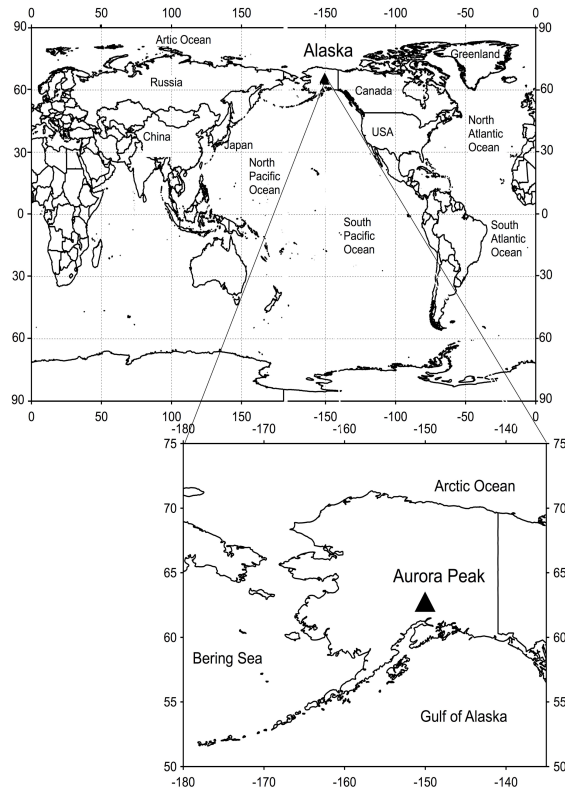 0 50 100 150 -150 -100 -50 0
90 90
Artic Ocean
Alaska
Greenland
Russia
60 60
Canada
China
USA
North
Atlantic
Ocean
Japan
30 30
North
Pacific
Ocean
0 0
South
Pacific
Ocean
South
Atlantic
Ocean
30 30
60 60
90 90
0 50 100 150 -150 -100 -50 0
-180 -170 -160 -150 -140
75 75
Arctic Ocean
70 70
65 65
Aurora Peak
60 60
Bering Sea
55 55
Gulf of Alaska
50 50
-180 -170 -160 -150 -140